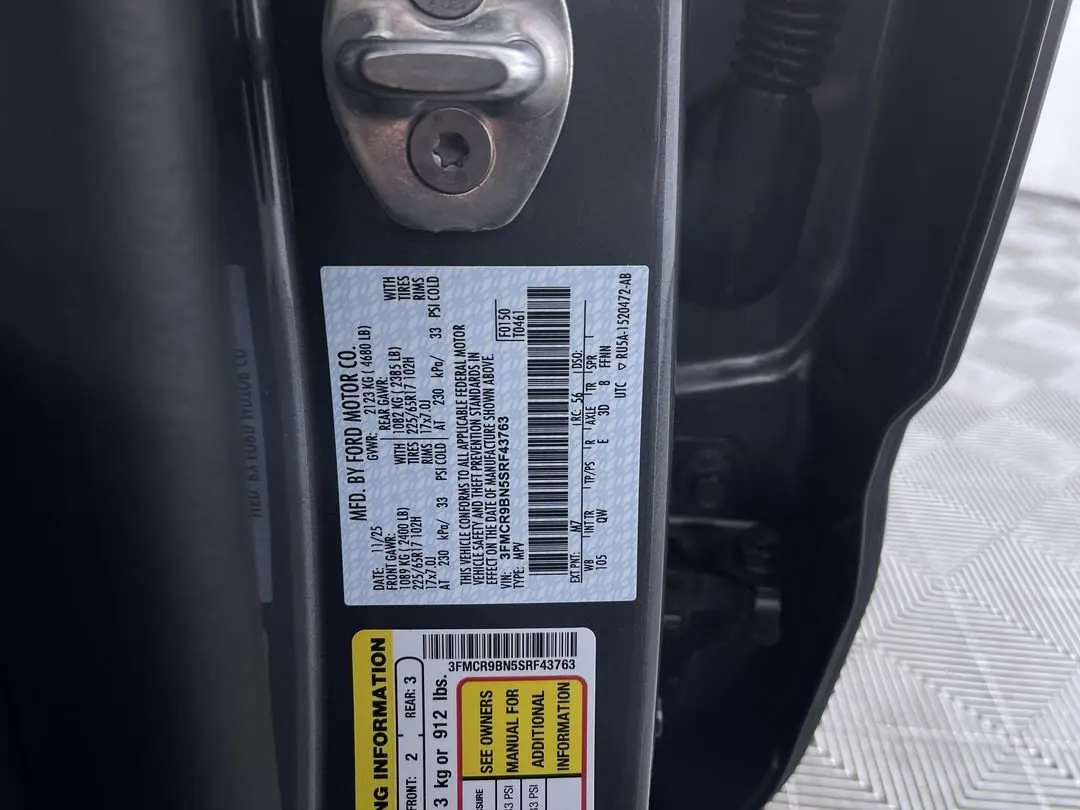 MFD. BY FORD MOTOR CO.
DATE: 11/25 GVWR: 2123 KG ( 4680 LB)
FRONT GAWR: REAR GAWR:
1089 KG ( 2400 LB) WITH 1082 KG ( 2385 LB) WITH
225/65R17 102H TIRES 225/65R17 102H TIRES
17x7.0J RIMS 17x7.0J RIMS
AT 230 kPa/ 33 PSI COLD AT 230 kPa/ 33 PSI COLD
THIS VEHICLE CONFORMS TO ALL APPLICABLE FEDERAL MOTOR
VEHICLE SAFETY AND THEFT PREVENTION STANDARDS IN
EFFECT ON THE DATE OF MANUFACTURE SHOWN ABOVE.
VIN: 3FMCR9BN5SRF43763 F0150
TYPE: MPV T0461
EXT PNT: M7 RC: 56 DSO:
WB INT TR TP/PS R AXLE TR SPR
105 QW E 3D 8 FFNN
UTC ▽ RU5A-1520472-AB
NG INFORMATION
FRONT: 2 REAR: 3
3FMCR9BN5SRF43763
3 kg or 912 lbs.
SEE OWNERS
MANUAL FOR
ADDITIONAL
INFORMATION